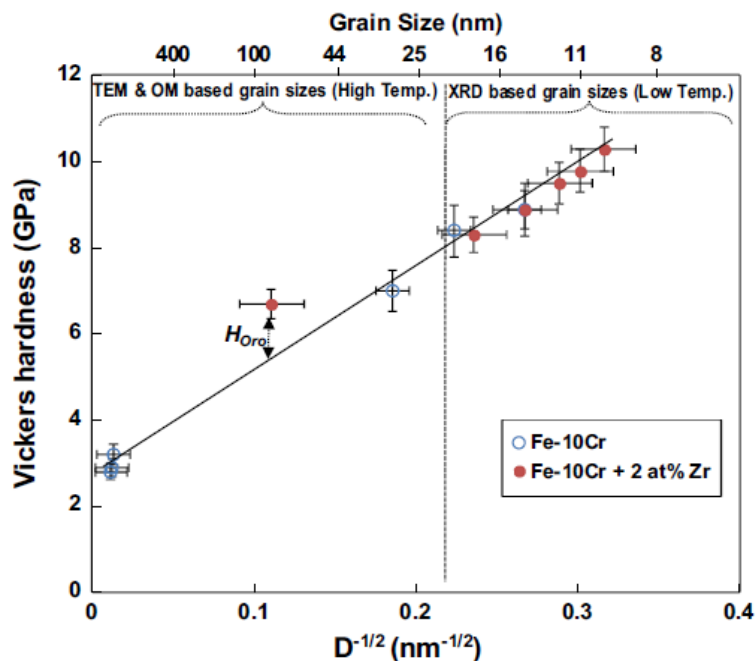 Grain Size (nm)
400 100 44 25 16 11 8
12
TEM & OM based grain sizes (High Temp.) XRD based grain sizes (Low Temp.)
10
8
6
4
2
0
Vickers hardness (GPa)
H_Oro
Fe-10Cr
Fe-10Cr + 2 at% Zr
0 0.1 0.2 0.3 0.4
D^-1/2 (nm^-1/2)